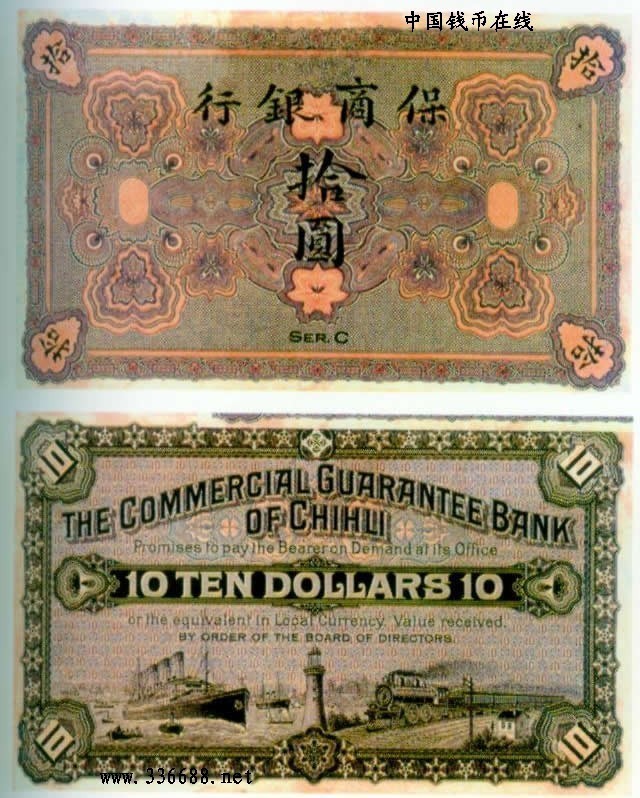 中国钱币在线
拾 拾
行商銀保
拾
圓
SER. C
拾 拾
10 10
THE COMMERCIAL GUARANTEE BANK
OF CHIHLI
Promises to pay the Bearer on Demand at its Office
10 TEN DOLLARS 10
or the equivalent in Local Currency. Value received.
BY ORDER OF THE BOARD OF DIRECTORS.
10 10
www.336688.net